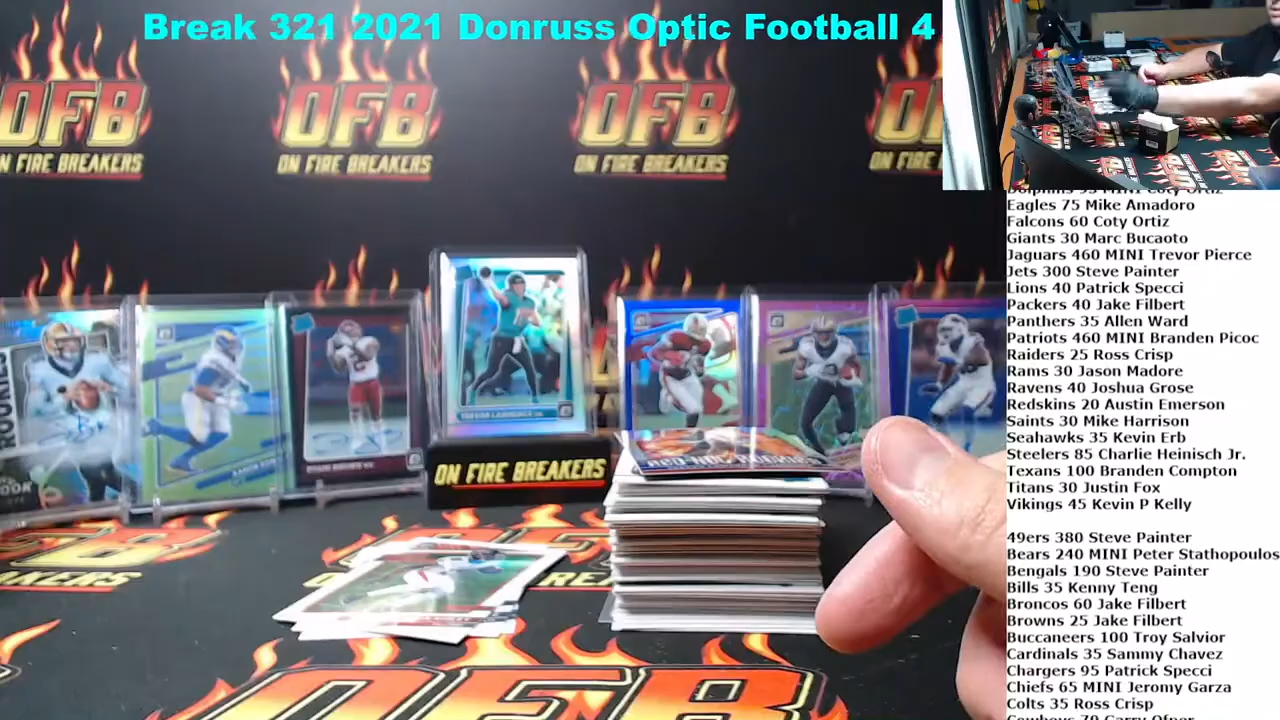 Break 321 2021 Donruss Optic Football 4
OFB
ON FIRE BREAKERS
OFB
ON FIRE BREAKERS
OFB
ON FIRE BREAKERS
ON FIRE
Eagles 75 Mike Amadoro
Falcons 60 Coty Ortiz
Giants 30 Marc Bucaoto
Jaguars 460 MINI Trevor Pierce
Jets 300 Steve Painter
Lions 40 Patrick Specci
Packers 40 Jake Filbert
Panthers 35 Allen Ward
Patriots 460 MINI Branden Picoc
Raiders 25 Ross Crisp
Rams 30 Jason Madore
Ravens 40 Joshua Grose
Redskins 20 Austin Emerson
Saints 30 Mike Harrison
Seahawks 35 Kevin Erb
Steelers 85 Charlie Heinisch Jr.
Texans 100 Branden Compton
Titans 30 Justin Fox
Vikings 45 Kevin P Kelly
49ers 380 Steve Painter
Bears 240 MINI Peter Stathopoulos
Bengals 190 Steve Painter
Bills 35 Kenny Teng
Broncos 60 Jake Filbert
Browns 25 Jake Filbert
Buccaneers 100 Troy Salvior
Cardinals 35 Sammy Chavez
Chargers 95 Patrick Specci
Chiefs 65 MINI Jeromy Garza
Colts 35 Ross Crisp
TREVOR LAWRENCE
ON FIRE BREAKERS
OFB